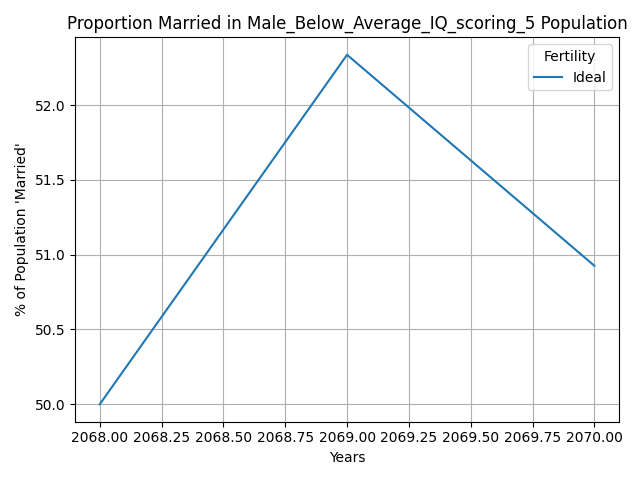 Proportion Married in Male_Below_Average_IQ_scoring_5 Population
Fertility
Ideal
% of Population 'Married'
52.0
51.5
51.0
50.5
50.0
2068.00 2068.25 2068.50 2068.75 2069.00 2069.25 2069.50 2069.75 2070.00
Years